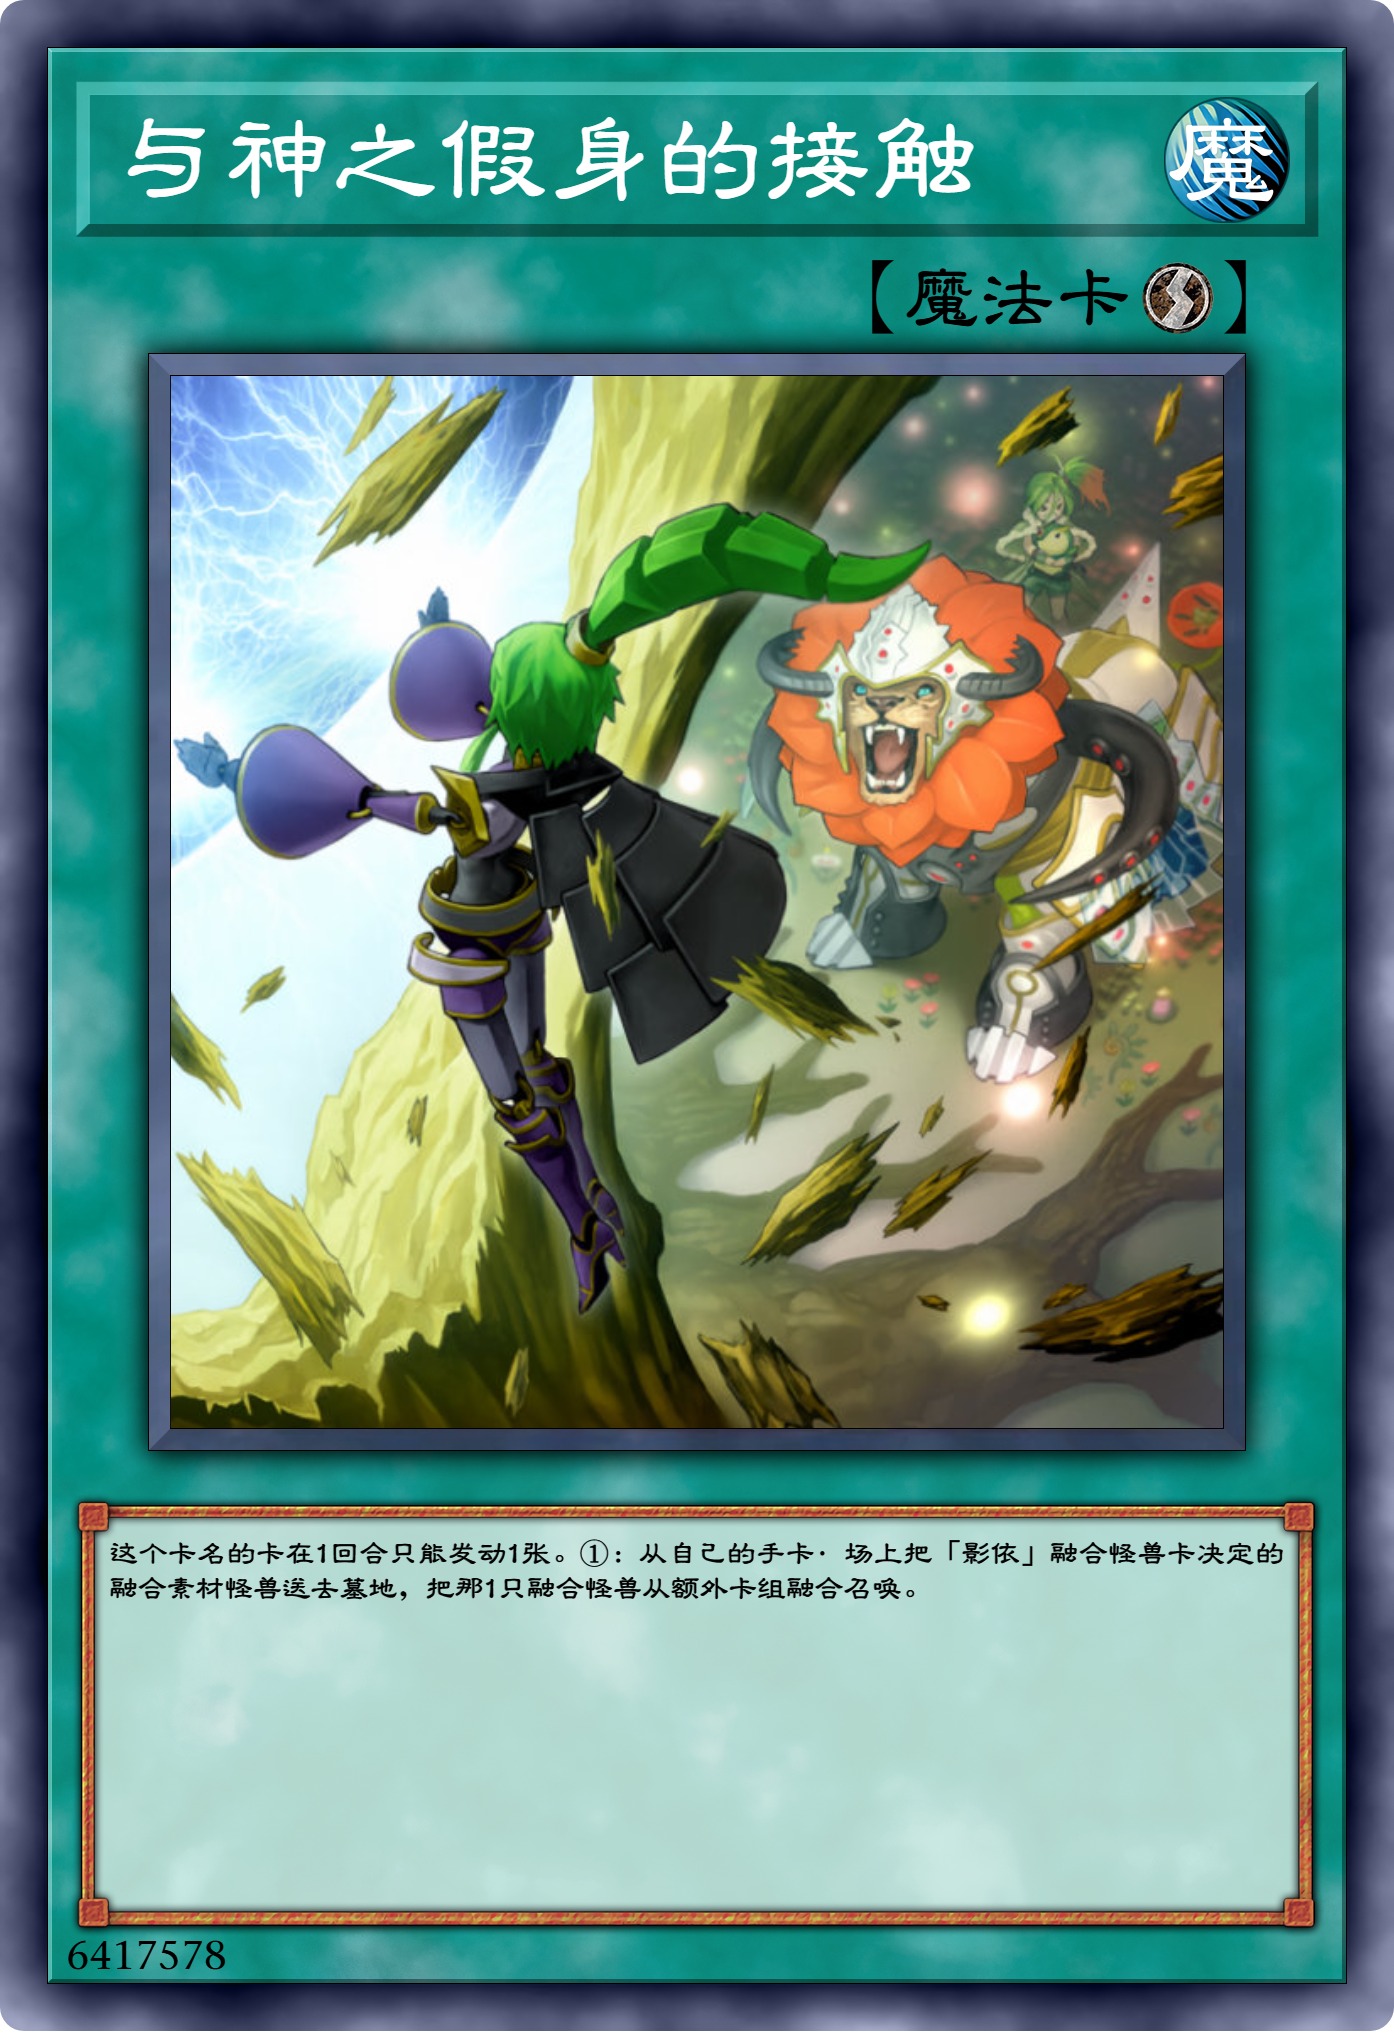 与神之假身的接触
魔
【魔法卡】
这个卡名的卡在1回合只能发动1张。①：从自己的手卡·场上把「影依」融合怪兽卡决定的
融合素材怪兽送去墓地，把那1只融合怪兽从额外卡组融合召唤。
6417578